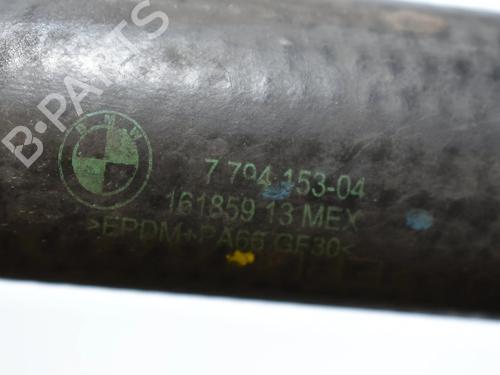 B-PARTS
BMW
7 794 153-04
161859 13 MEX
>EPDM+PA66 GF30<